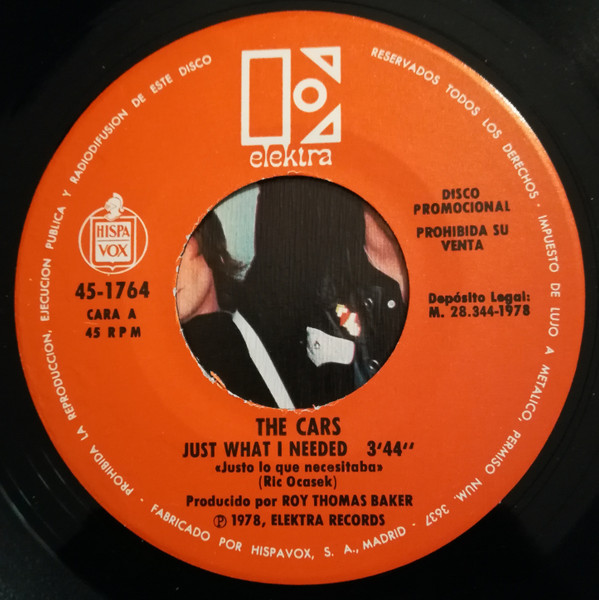 elektra
HISPA
VOX
45-1764
CARA A
45 RPM
DISCO
PROMOCIONAL
PROHIBIDA SU
VENTA
Depósito Legal:
M. 28.344-1978
THE CARS
JUST WHAT I NEEDED 3'44"
«Justo lo que necesitaba»
(Ric Ocasek)
Producido por ROY THOMAS BAKER
Ⓟ 1978, ELEKTRA RECORDS
· PROHIBIDA LA REPRODUCCION, EJECUCION PUBLICA Y RADIODIFUSION DE ESTE DISCO
RESERVADOS TODOS LOS DERECHOS · IMPUESTO DE LUJO A METALICO, PERMISO NUM. 3637
· FABRICADO POR HISPAVOX, S. A., MADRID ·